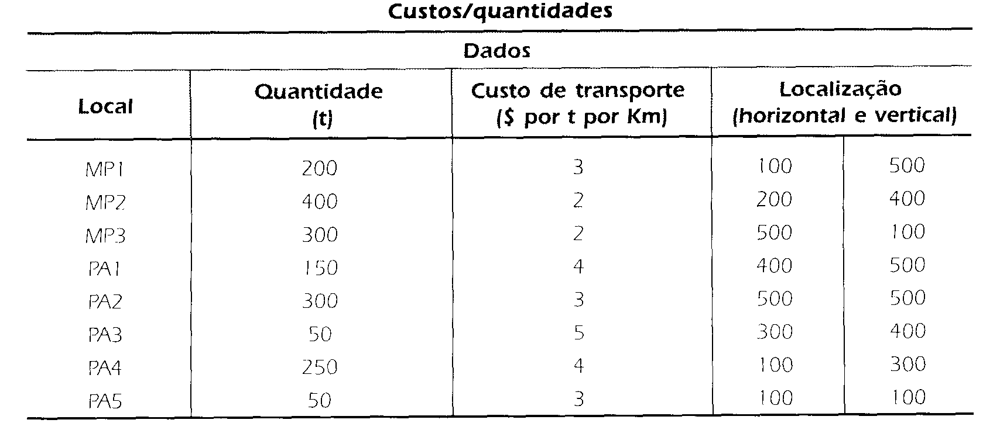 Custos/quantidades
Dados
Local Quantidade (t) Custo de transporte ($ por t por Km) Localização (horizontal e vertical)
MP1 200 3 100 500
MP2 400 2 200 400
MP3 300 2 500 100
PA1 150 4 400 500
PA2 300 3 500 500
PA3 50 5 300 400
PA4 250 4 100 300
PA5 50 3 100 100